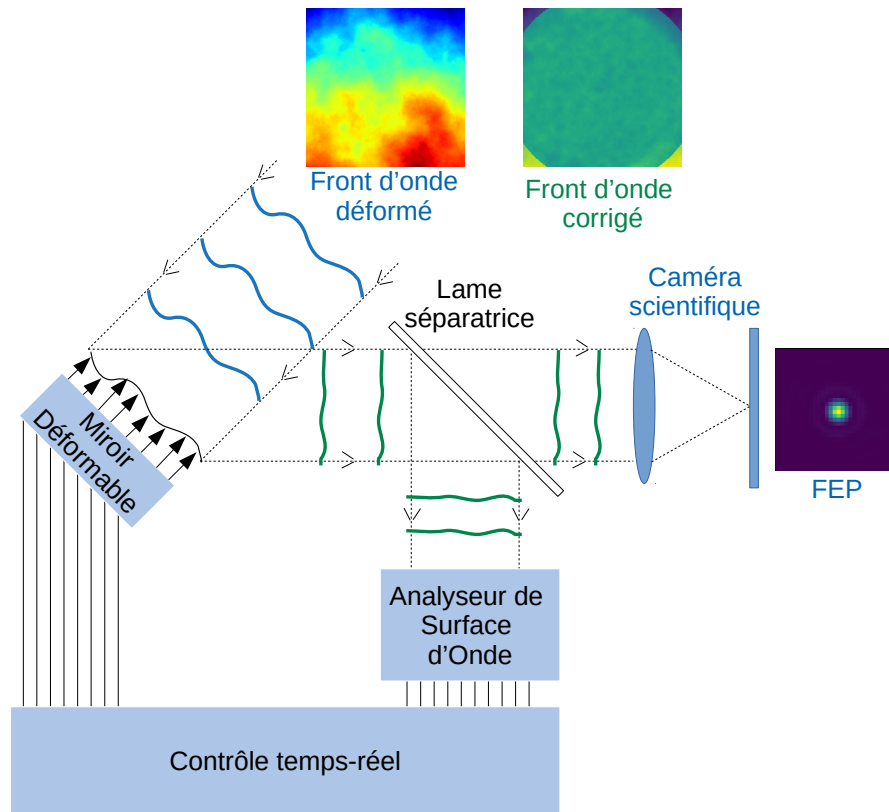 Front d'onde
déformé
Front d'onde
corrigé
Lame
séparatrice
Caméra
scientifique
Miroir
Déformable
FEP
Analyseur de
Surface
d'Onde
Contrôle temps-réel